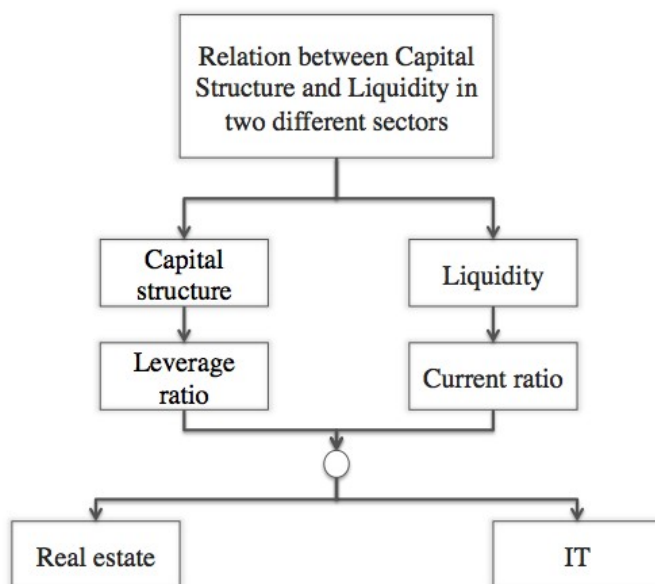 Relation between Capital
Structure and Liquidity in
two different sectors
Capital
structure
Liquidity
Leverage
ratio
Current ratio
Real estate
IT